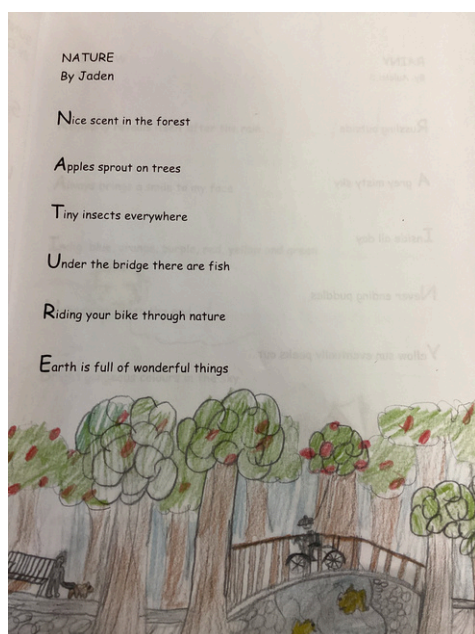 NATURE
By Jaden
Nice scent in the forest
Apples sprout on trees
Tiny insects everywhere
Under the bridge there are fish
Riding your bike through nature
Earth is full of wonderful things